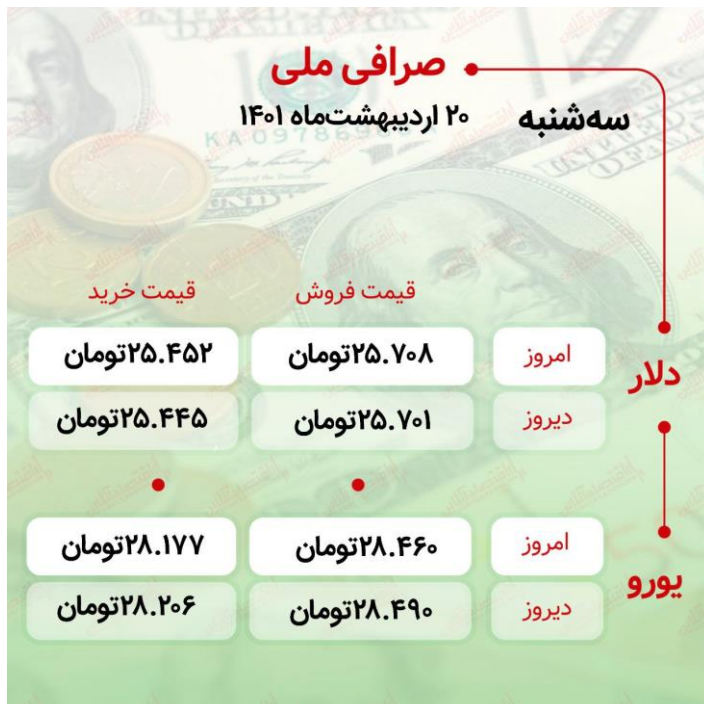 صرافی ملی
سه‌شنبه ۲۰ اردیبهشت‌ماه ۱۴۰۱
قیمت فروش قیمت خرید
دلار
امروز ۲۵.۷۰۸تومان ۲۵.۴۵۲تومان
دیروز ۲۵.۷۰۱تومان ۲۵.۴۴۵تومان
یورو
امروز ۲۸.۴۶۰تومان ۲۸.۱۷۷تومان
دیروز ۲۸.۴۹۰تومان ۲۸.۲۰۶تومان